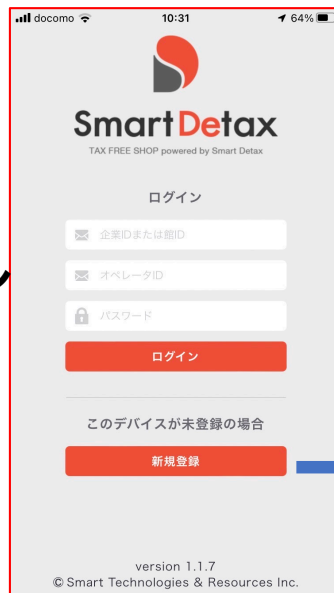 docomo 10:31 64%
Smart Detax
TAX FREE SHOP powered by Smart Detax
ログイン
企業IDまたは館ID
オペレータID
パスワード
ログイン
このデバイスが未登録の場合
新規登録
version 1.1.7
© Smart Technologies & Resources Inc.